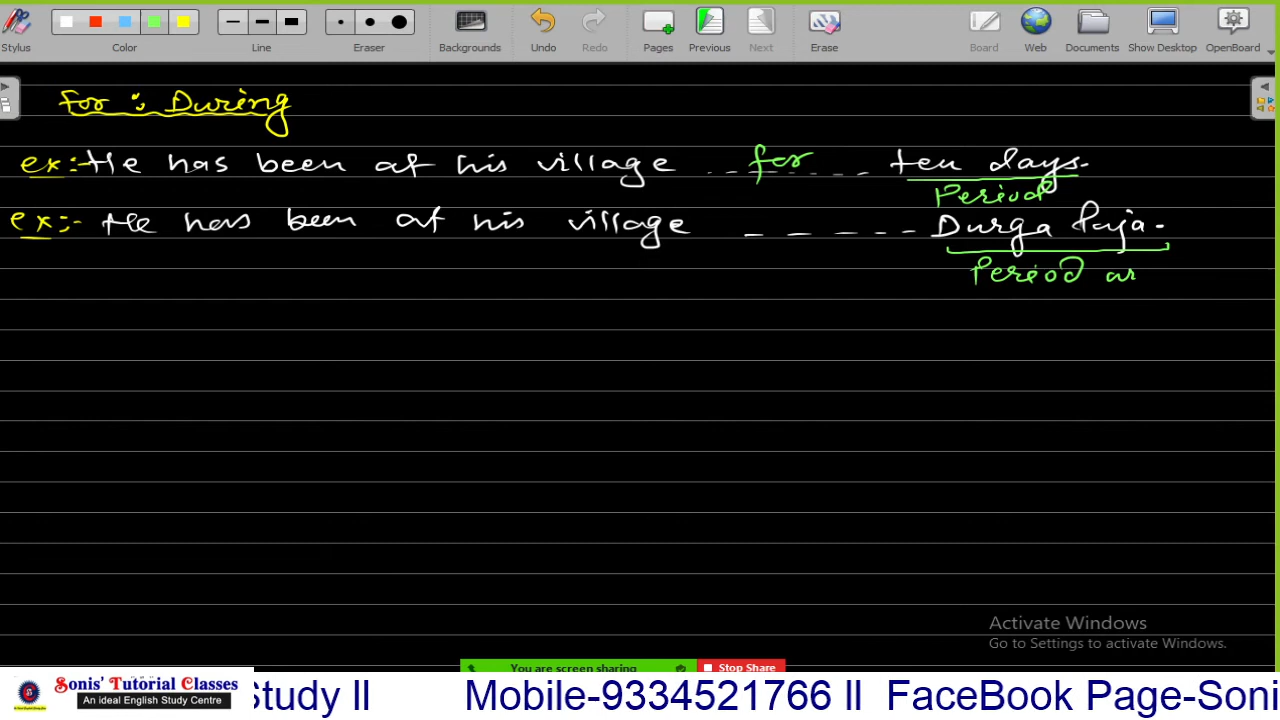 Stylus Color Line Eraser Backgrounds Undo Redo Pages Previous Next Erase Board Web Documents Show Desktop OpenBoard
For : During
ex:- He has been at his village ........ for ........ ten days.
Period
ex:- He has been at his village - - - - - - Durga Puja.
Period ar
Activate Windows
Go to Settings to activate Windows.
You are screen sharing Stop Share
Sonis' Tutorial Classes
An ideal English Study Centre
Study ll Mobile-9334521766 ll FaceBook Page-Soni